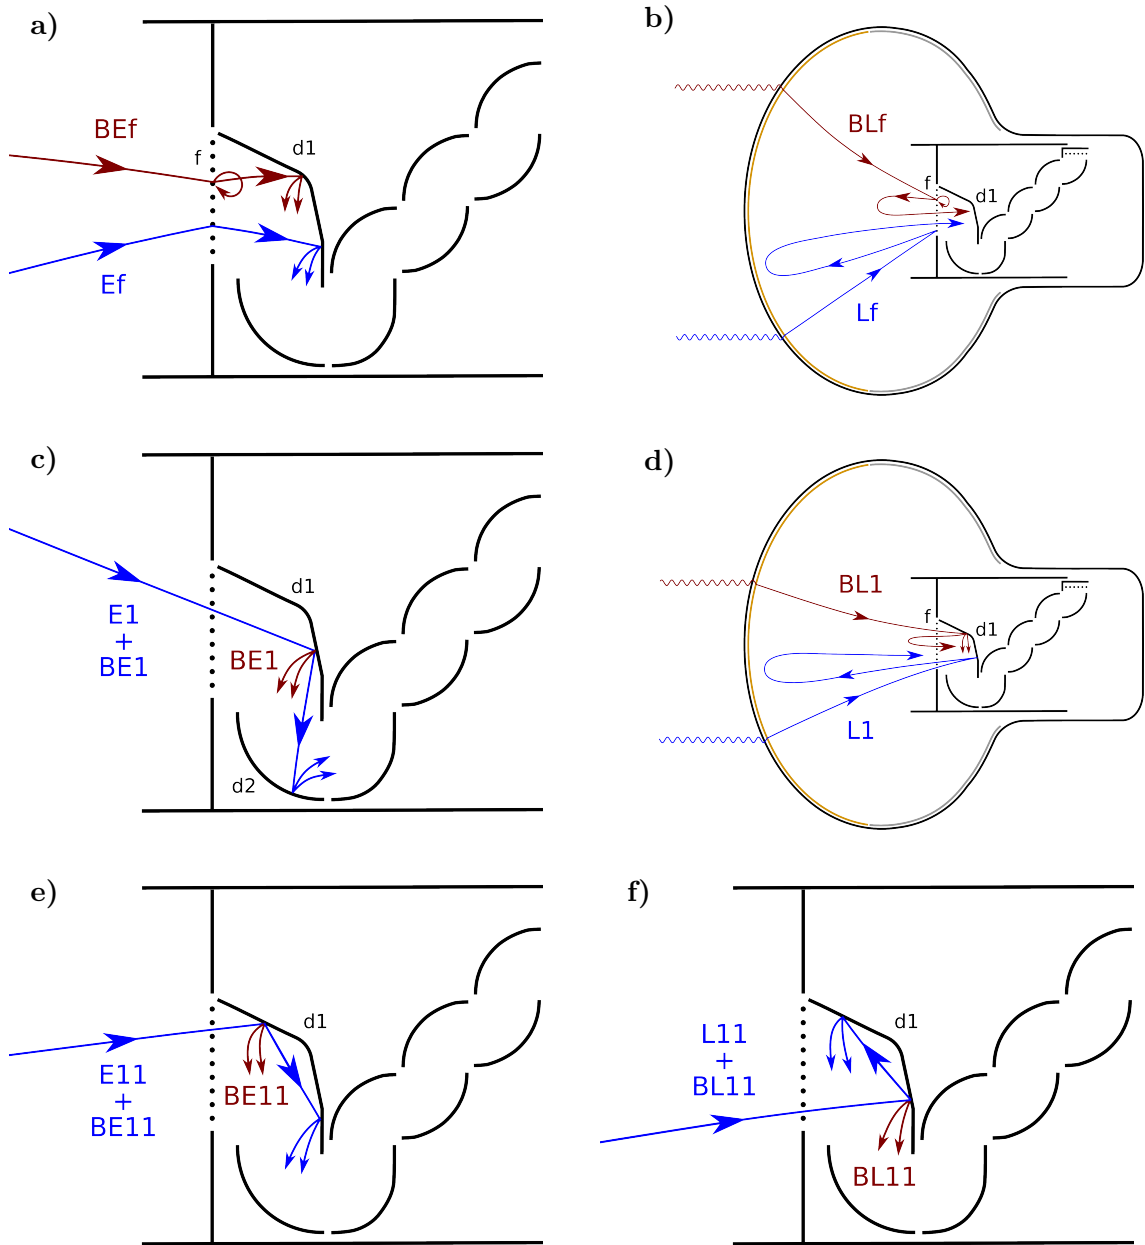 a)
BEf
f
d1
Ef
b)
BLf
f
d1
Lf
c)
d1
E1
+
BE1
BE1
d2
d)
BL1
f
d1
L1
e)
d1
E11
+
BE11
BE11
f)
d1
L11
+
BL11
BL11